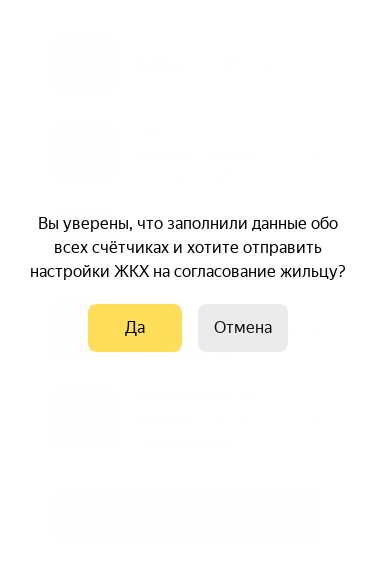 Вы уверены, что заполнили данные обо
всех счётчиках и хотите отправить
настройки ЖКХ на согласование жильцу?
Да
Отмена